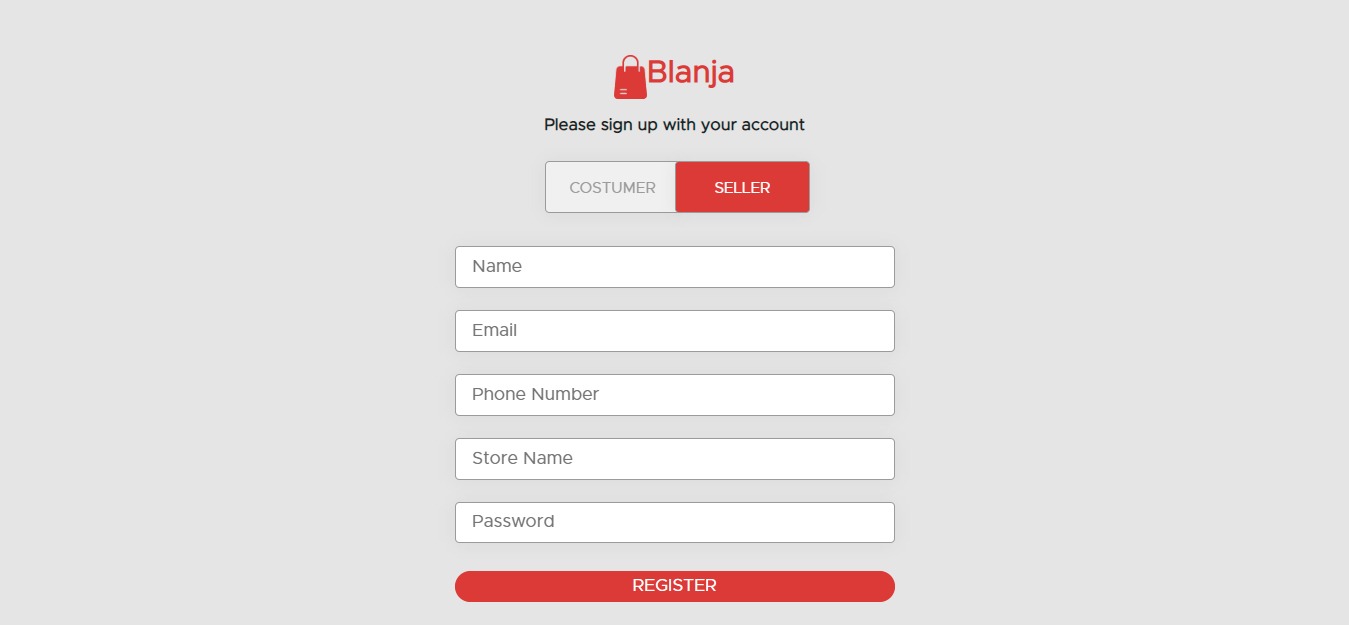 Blanja
Please sign up with your account
COSTUMER SELLER
Name
Email
Phone Number
Store Name
Password
REGISTER